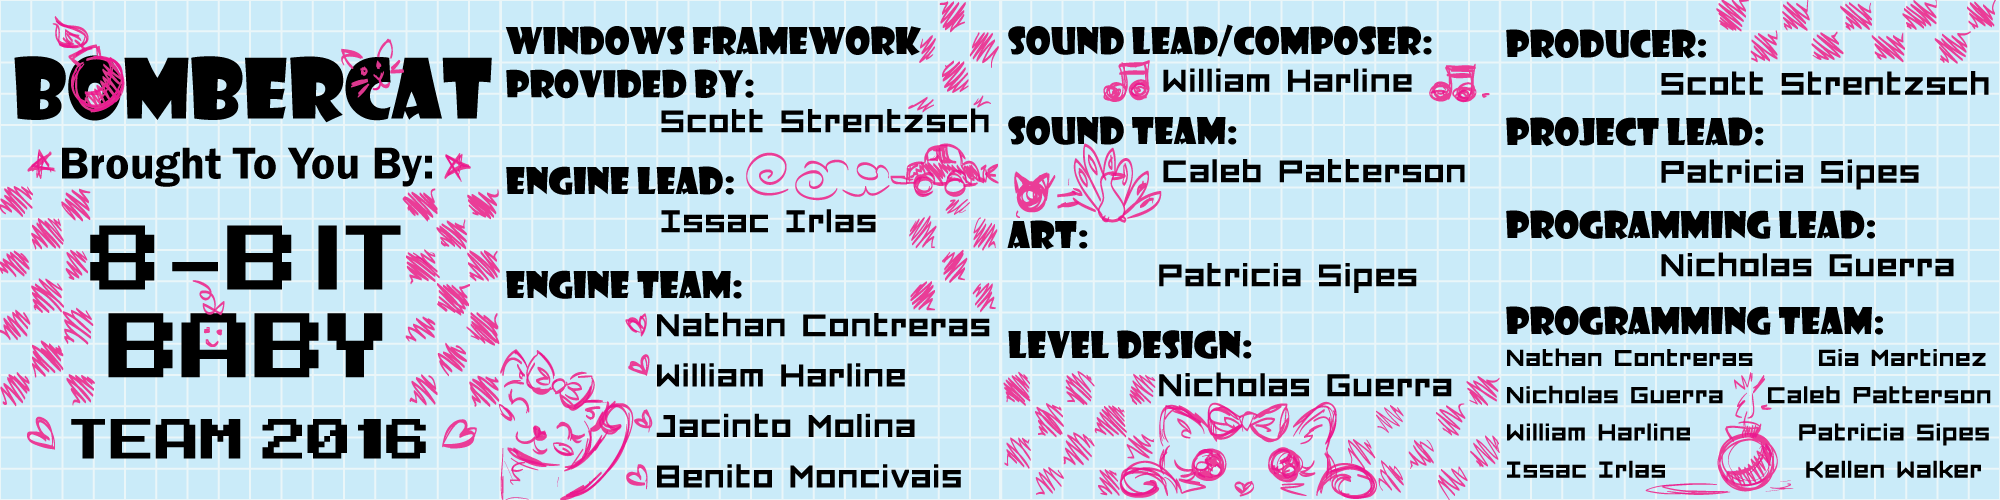 BOMBERCAT
Brought To You By:
8-BIT
BABY
TEAM 2016
WINDOWS FRAMEWORK
PROVIDED BY:
Scott Strentzsch
ENGINE LEAD:
Issac Irlas
ENGINE TEAM:
Nathan Contreras
William Harline
Jacinto Molina
Benito Moncivais
SOUND LEAD/COMPOSER:
William Harline
SOUND TEAM:
Caleb Patterson
ART:
Patricia Sipes
LEVEL DESIGN:
Nicholas Guerra
PRODUCER:
Scott Strentzsch
PROJECT LEAD:
Patricia Sipes
PROGRAMMING LEAD:
Nicholas Guerra
PROGRAMMING TEAM:
Nathan Contreras Gia Martinez
Nicholas Guerra Caleb Patterson
William Harline Patricia Sipes
Issac Irlas Kellen Walker